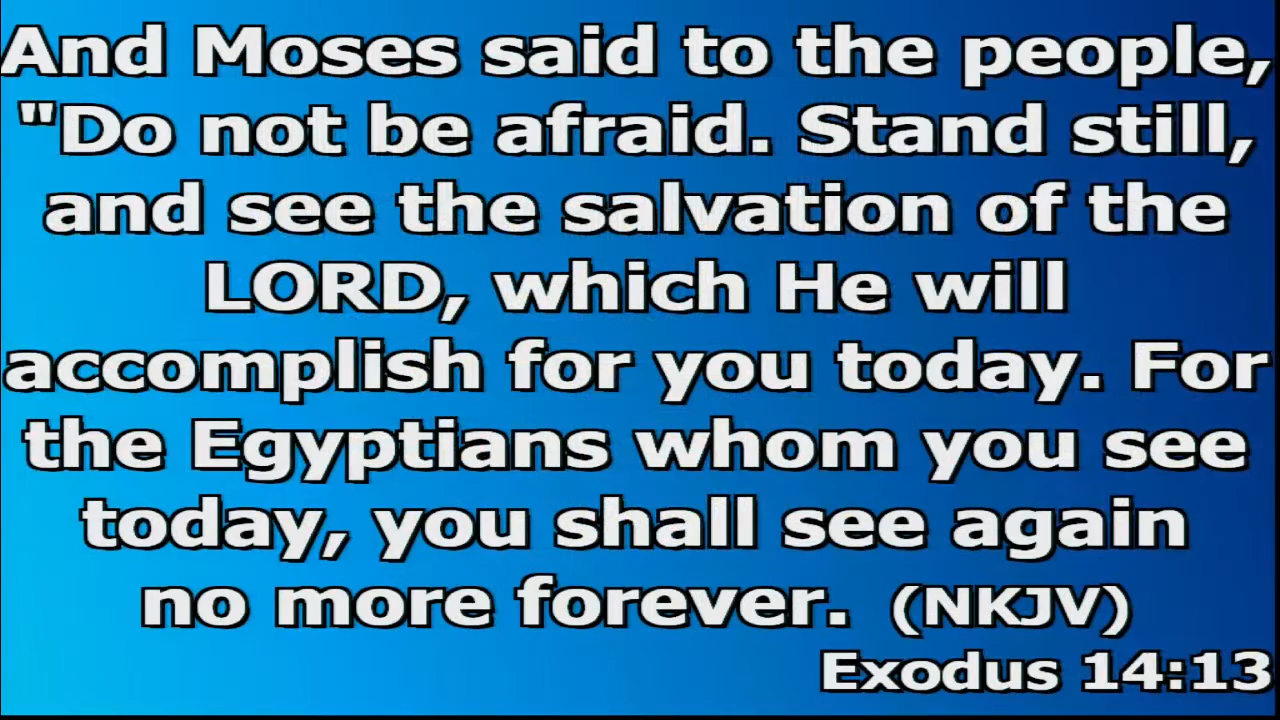 And Moses said to the people,
"Do not be afraid. Stand still,
and see the salvation of the
LORD, which He will
accomplish for you today. For
the Egyptians whom you see
today, you shall see again
no more forever. (NKJV)
Exodus 14:13